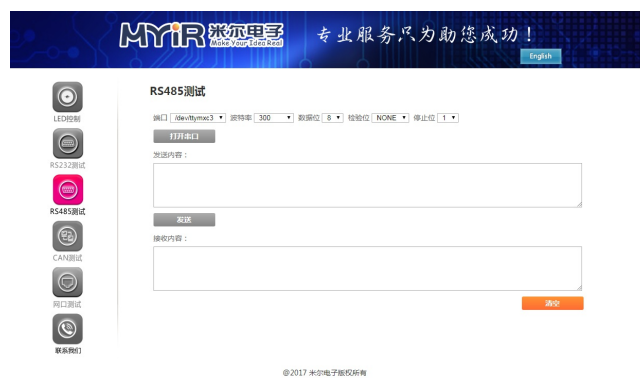 MYiR 米尔电子 专业服务只为助您成功！
Make Your Idea Real
English
LED控制
RS232测试
RS485测试
CAN测试
网口测试
联系我们
RS485测试
端口 /dev/ttymxc3 波特率 300 数据位 8 检验位 NONE 停止位 1
打开串口
发送内容：
发送
接收内容：
清空
@2017 米尔电子版权所有